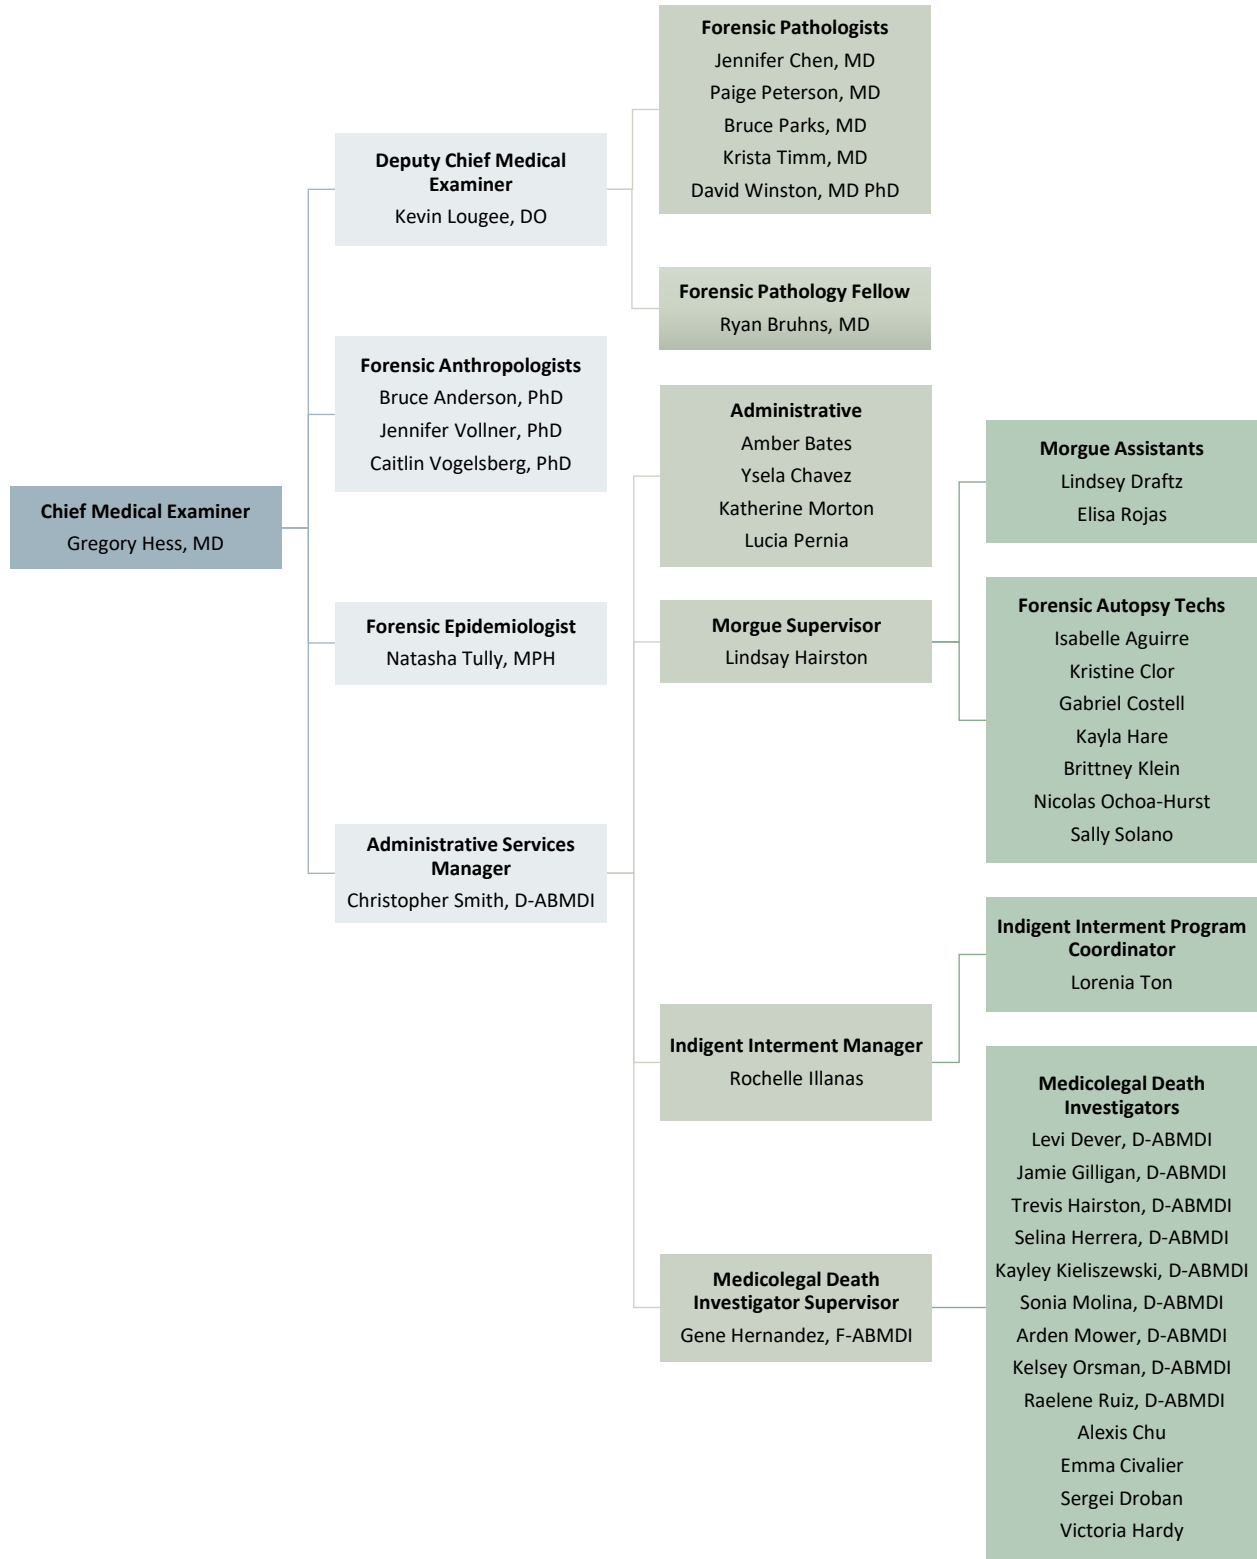 Chief Medical Examiner
Gregory Hess, MD
Deputy Chief Medical
Examiner
Kevin Lougee, DO
Forensic Pathologists
Jennifer Chen, MD
Paige Peterson, MD
Bruce Parks, MD
Krista Timm, MD
David Winston, MD PhD
Forensic Pathology Fellow
Ryan Bruhns, MD
Forensic Anthropologists
Bruce Anderson, PhD
Jennifer Vollner, PhD
Caitlin Vogelsberg, PhD
Forensic Epidemiologist
Natasha Tully, MPH
Administrative Services
Manager
Christopher Smith, D-ABMDI
Administrative
Amber Bates
Ysela Chavez
Katherine Morton
Lucia Pernia
Morgue Supervisor
Lindsay Hairston
Morgue Assistants
Lindsey Draftz
Elisa Rojas
Forensic Autopsy Techs
Isabelle Aguirre
Kristine Clor
Gabriel Costell
Kayla Hare
Brittney Klein
Nicolas Ochoa-Hurst
Sally Solano
Indigent Interment Manager
Rochelle Illanas
Indigent Interment Program
Coordinator
Lorenia Ton
Medicolegal Death
Investigator Supervisor
Gene Hernandez, F-ABMDI
Medicolegal Death
Investigators
Levi Dever, D-ABMDI
Jamie Gilligan, D-ABMDI
Trevis Hairston, D-ABMDI
Selina Herrera, D-ABMDI
Kayley Kieliszewski, D-ABMDI
Sonia Molina, D-ABMDI
Arden Mower, D-ABMDI
Kelsey Orsman, D-ABMDI
Raelene Ruiz, D-ABMDI
Alexis Chu
Emma Civalier
Sergei Droban
Victoria Hardy